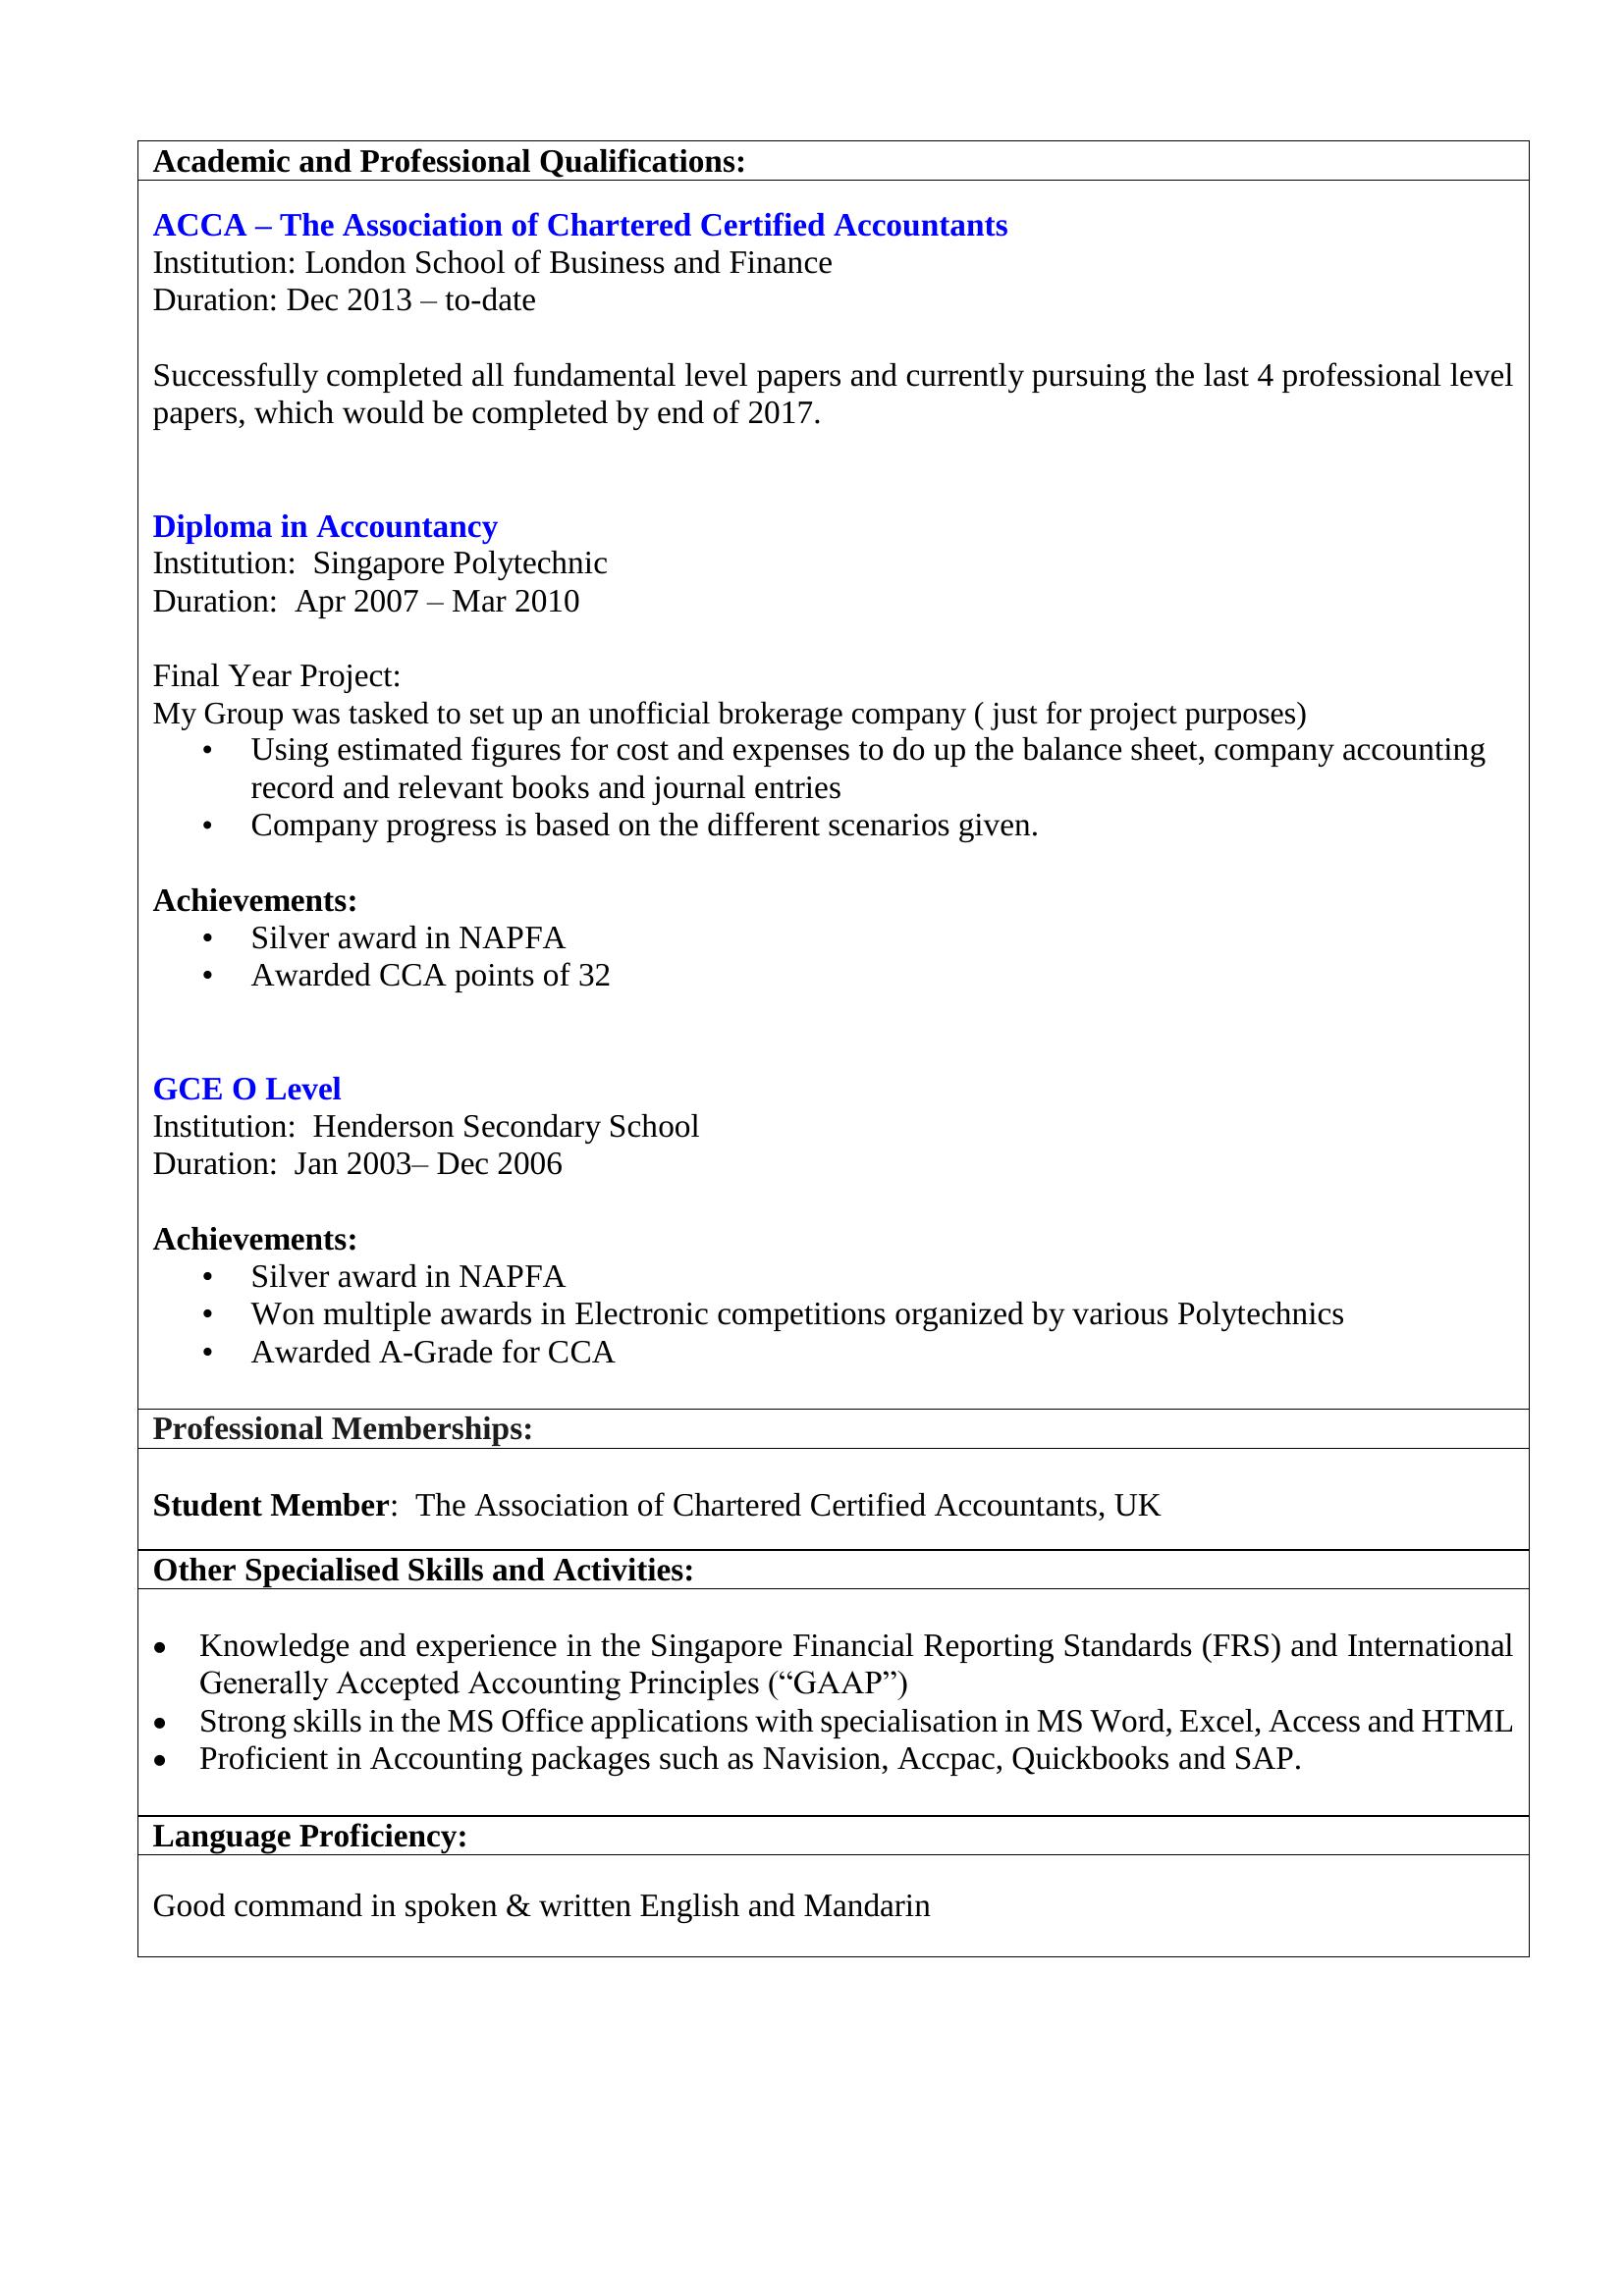 Academic and Professional Qualifications:
ACCA – The Association of Chartered Certified Accountants
Institution: London School of Business and Finance
Duration: Dec 2013 – to-date
Successfully completed all fundamental level papers and currently pursuing the last 4 professional level
papers, which would be completed by end of 2017.
Diploma in Accountancy
Institution:  Singapore Polytechnic
Duration:  Apr 2007 – Mar 2010
Final Year Project:
My Group was tasked to set up an unofficial brokerage company ( just for project purposes)
• Using estimated figures for cost and expenses to do up the balance sheet, company accounting
record and relevant books and journal entries
• Company progress is based on the different scenarios given.
Achievements:
• Silver award in NAPFA
• Awarded CCA points of 32
GCE O Level
Institution:  Henderson Secondary School
Duration:  Jan 2003– Dec 2006
Achievements:
• Silver award in NAPFA
• Won multiple awards in Electronic competitions organized by various Polytechnics
• Awarded A-Grade for CCA
Professional Memberships:
Student Member:  The Association of Chartered Certified Accountants, UK
Other Specialised Skills and Activities:
• Knowledge and experience in the Singapore Financial Reporting Standards (FRS) and International
Generally Accepted Accounting Principles (“GAAP”)
• Strong skills in the MS Office applications with specialisation in MS Word, Excel, Access and HTML
• Proficient in Accounting packages such as Navision, Accpac, Quickbooks and SAP.
Language Proficiency:
Good command in spoken & written English and Mandarin